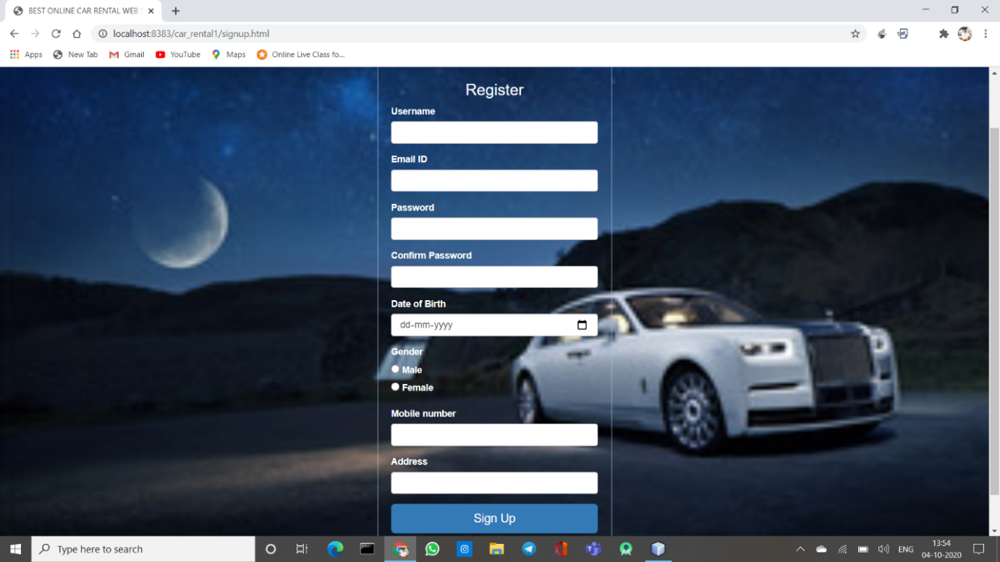 BEST ONLINE CAR RENTAL WEB
localhost:8383/car_rental1/signup.html
Apps New Tab Gmail YouTube Maps Online Live Class fo...
Register
Username
Email ID
Password
Confirm Password
Date of Birth
dd-mm-yyyy
Gender
Male
Female
Mobile number
Address
Sign Up
Type here to search
ENG
13:54
04-10-2020